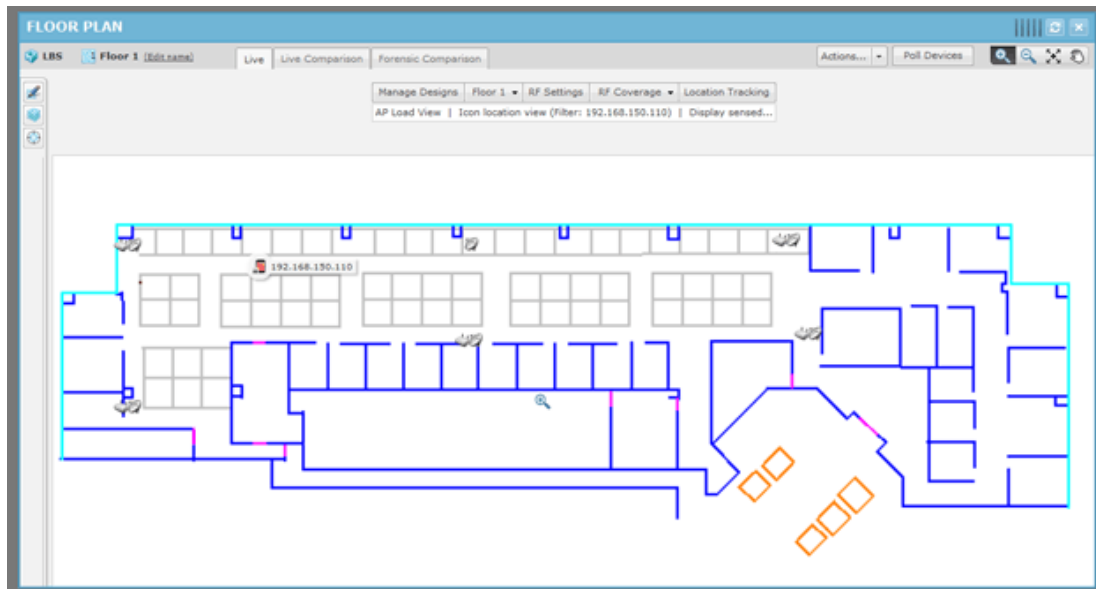 FLOOR PLAN
LBS Floor 1 (Edit name) Live Live Comparison Forensic Comparison Actions... Poll Devices
Manage Designs Floor 1 RF Settings RF Coverage Location Tracking
AP Load View | Icon location view (Filter: 192.168.150.110) | Display sensed...
192.168.150.110